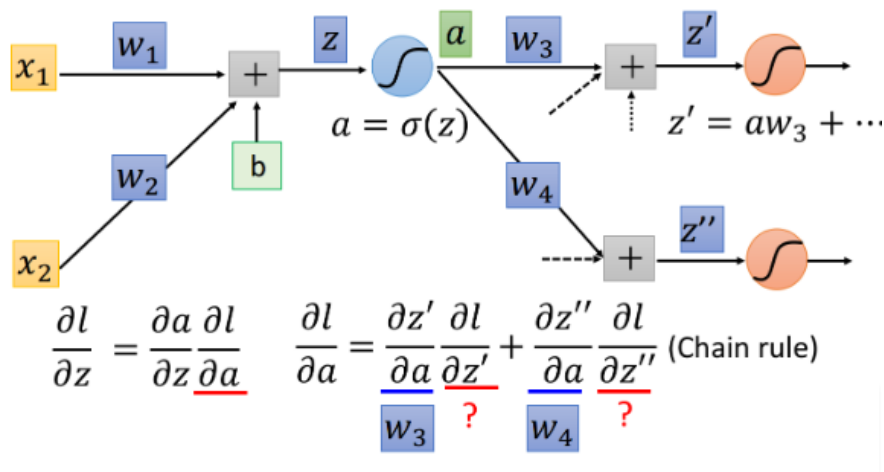 x₁ w₁ + z a w₃ + z′
a = σ(z) z′ = aw₃ + ⋯
w₂ b w₄ z′′
x₂ +
∂l/∂z = ∂a/∂z ∂l/∂a ∂l/∂a = ∂z′/∂a ∂l/∂z′ + ∂z′′/∂a ∂l/∂z′′ (Chain rule)
w₃ ? w₄ ?